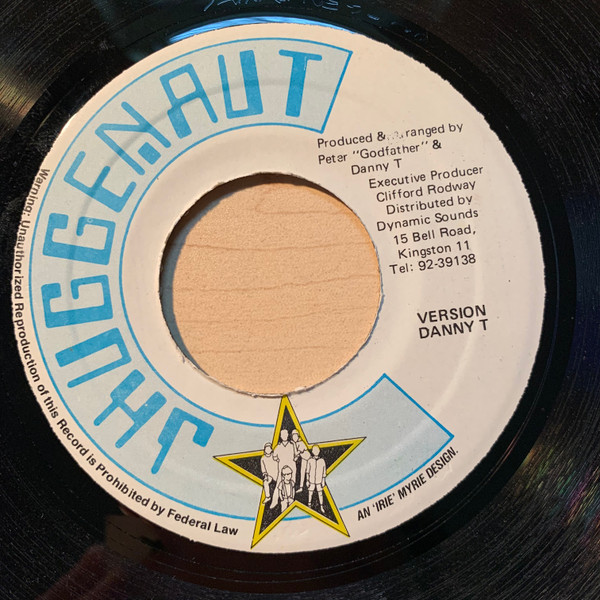 JHUGGENAUT
Produced & ranged by
Peter "Godfather" &
Danny T
Executive Producer
Clifford Rodway
Distributed by
Dynamic Sounds
15 Bell Road,
Kingston 11
Tel: 92-39138
VERSION
DANNY T
AN 'IRIE' MYRIE DESIGN.
Warning: Unauthorized Reproduction of this Record is Prohibited by Federal Law